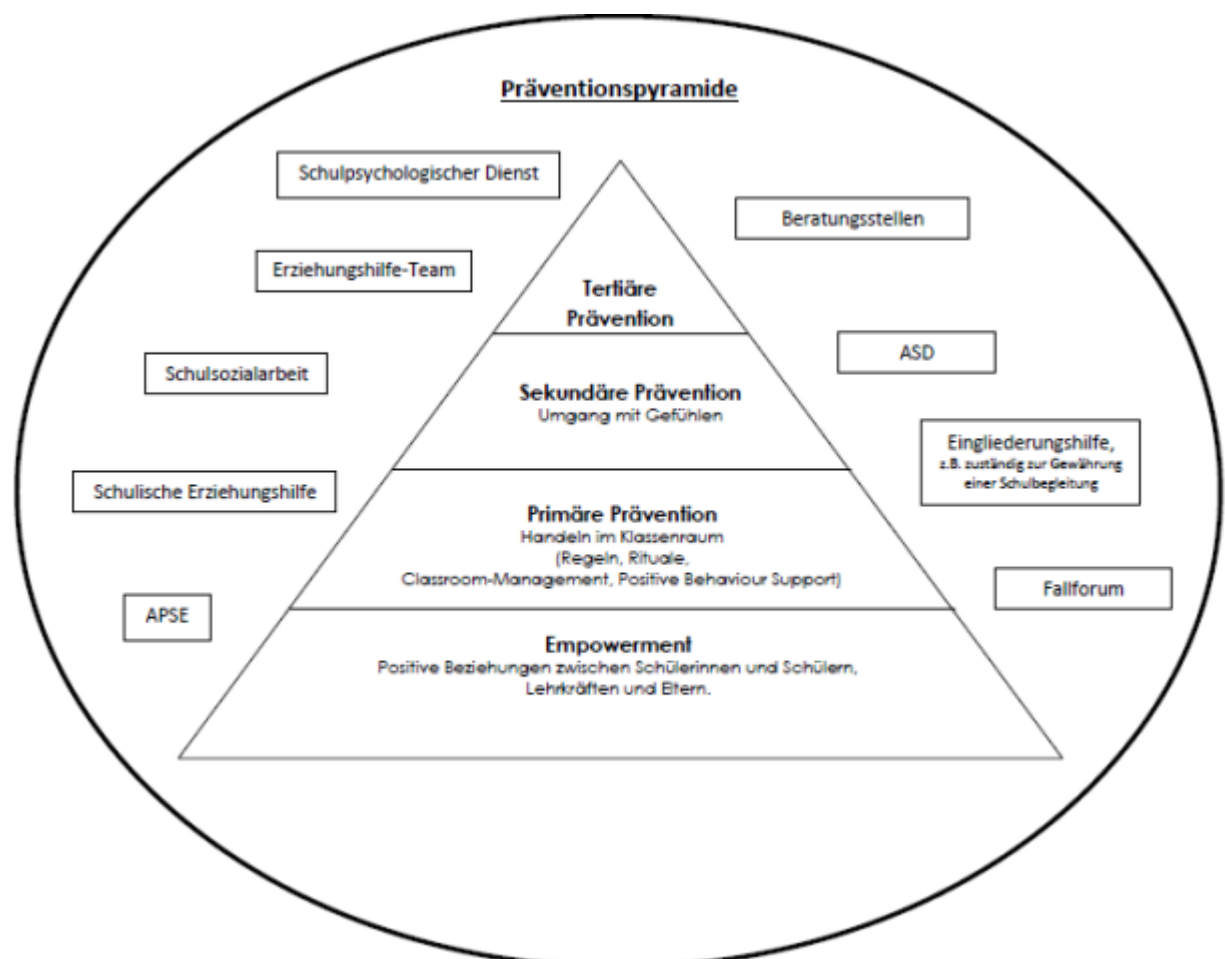 Präventionspyramide
Schulpsychologischer Dienst
Beratungsstellen
Erziehungshilfe-Team
Tertiäre
Prävention
ASD
Schulsozialarbeit
Sekundäre Prävention
Umgang mit Gefühlen
Eingliederungshilfe,
z.B. zuständig zur Gewährung
einer Schulbegleitung
Schulische Erziehungshilfe
Primäre Prävention
Handeln im Klassenraum
(Regeln, Rituale,
Classroom-Management, Positive Behaviour Support)
Fallforum
APSE
Empowerment
Positive Beziehungen zwischen Schülerinnen und Schülern,
Lehrkräften und Eltern.